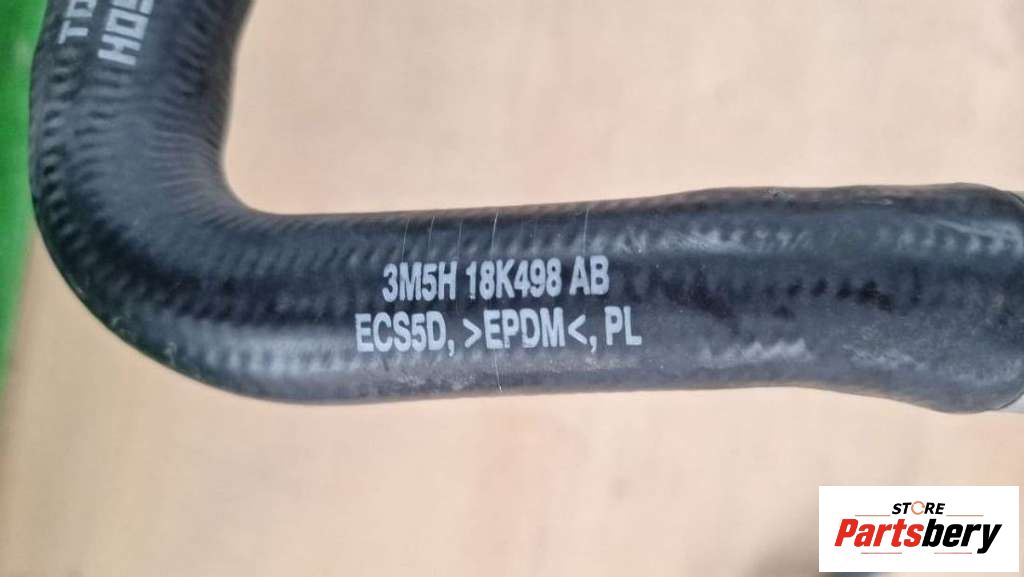 3M5H 18K498 AB
ECS5D, >EPDM<, PL
STORE
Partsbery